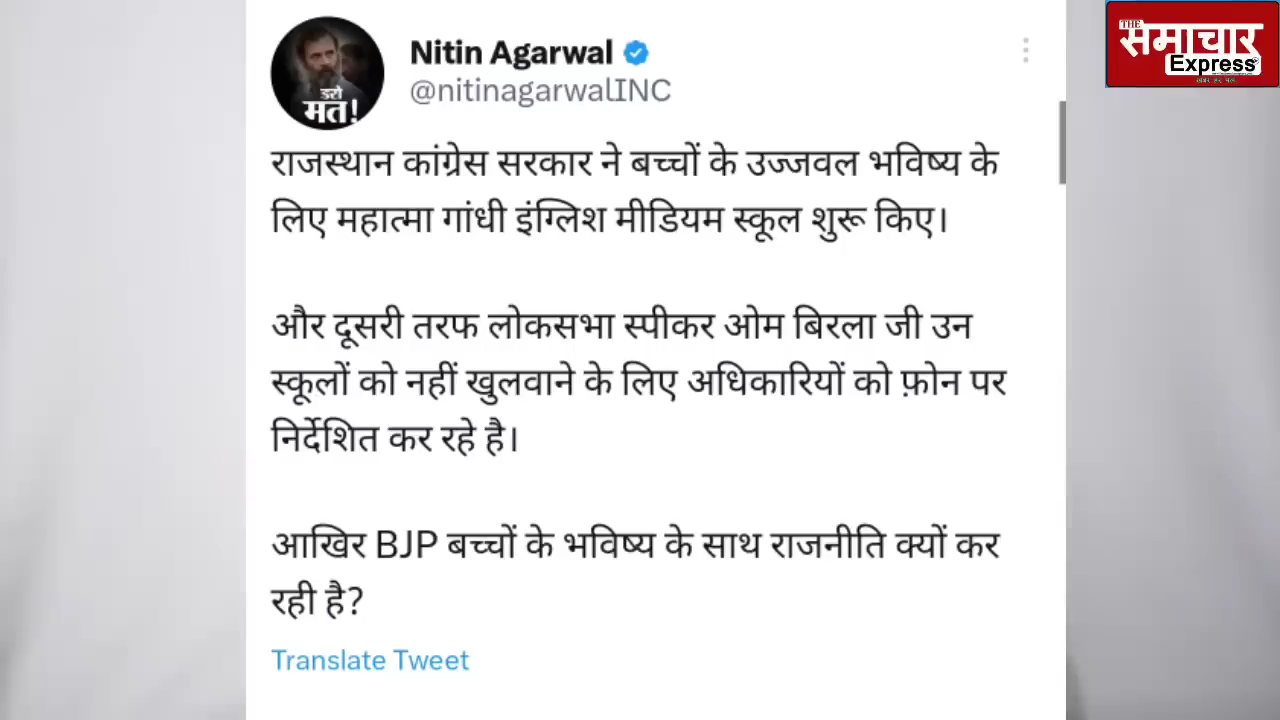 Nitin Agarwal
@nitinagarwalINC
डरो
मत!
THE
समाचार
Express
राजस्थान कांग्रेस सरकार ने बच्चों के उज्जवल भविष्य के
लिए महात्मा गांधी इंग्लिश मीडियम स्कूल शुरू किए।
और दूसरी तरफ लोकसभा स्पीकर ओम बिरला जी उन
स्कूलों को नहीं खुलवाने के लिए अधिकारियों को फ़ोन पर
निर्देशित कर रहे है।
आखिर BJP बच्चों के भविष्य के साथ राजनीति क्यों कर
रही है?
Translate Tweet